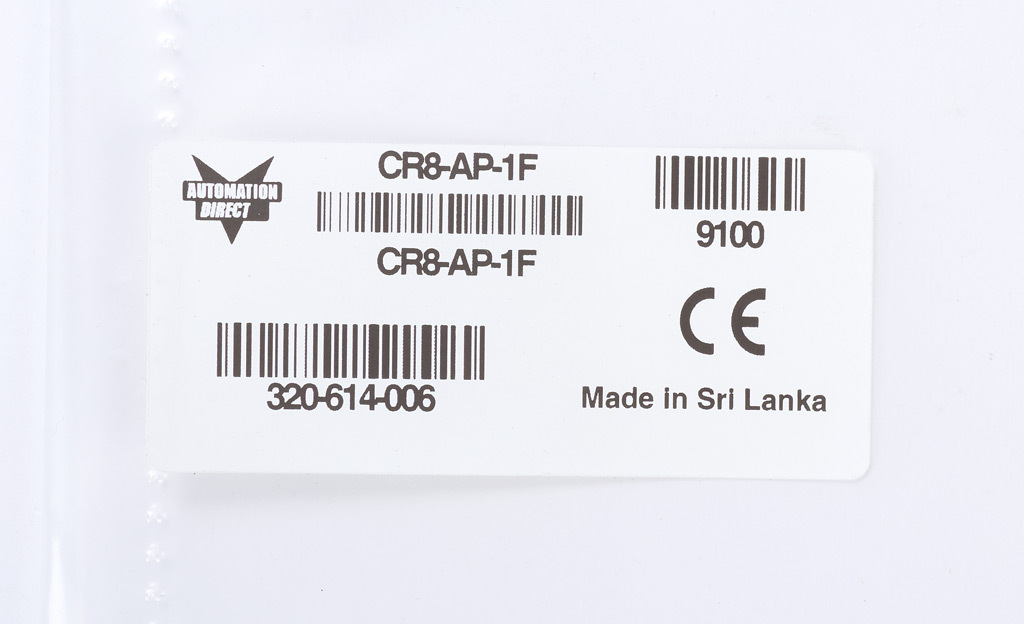 AUTOMATION
DIRECT
CR8-AP-1F
CR8-AP-1F
9100
CE
320-614-006
Made in Sri Lanka